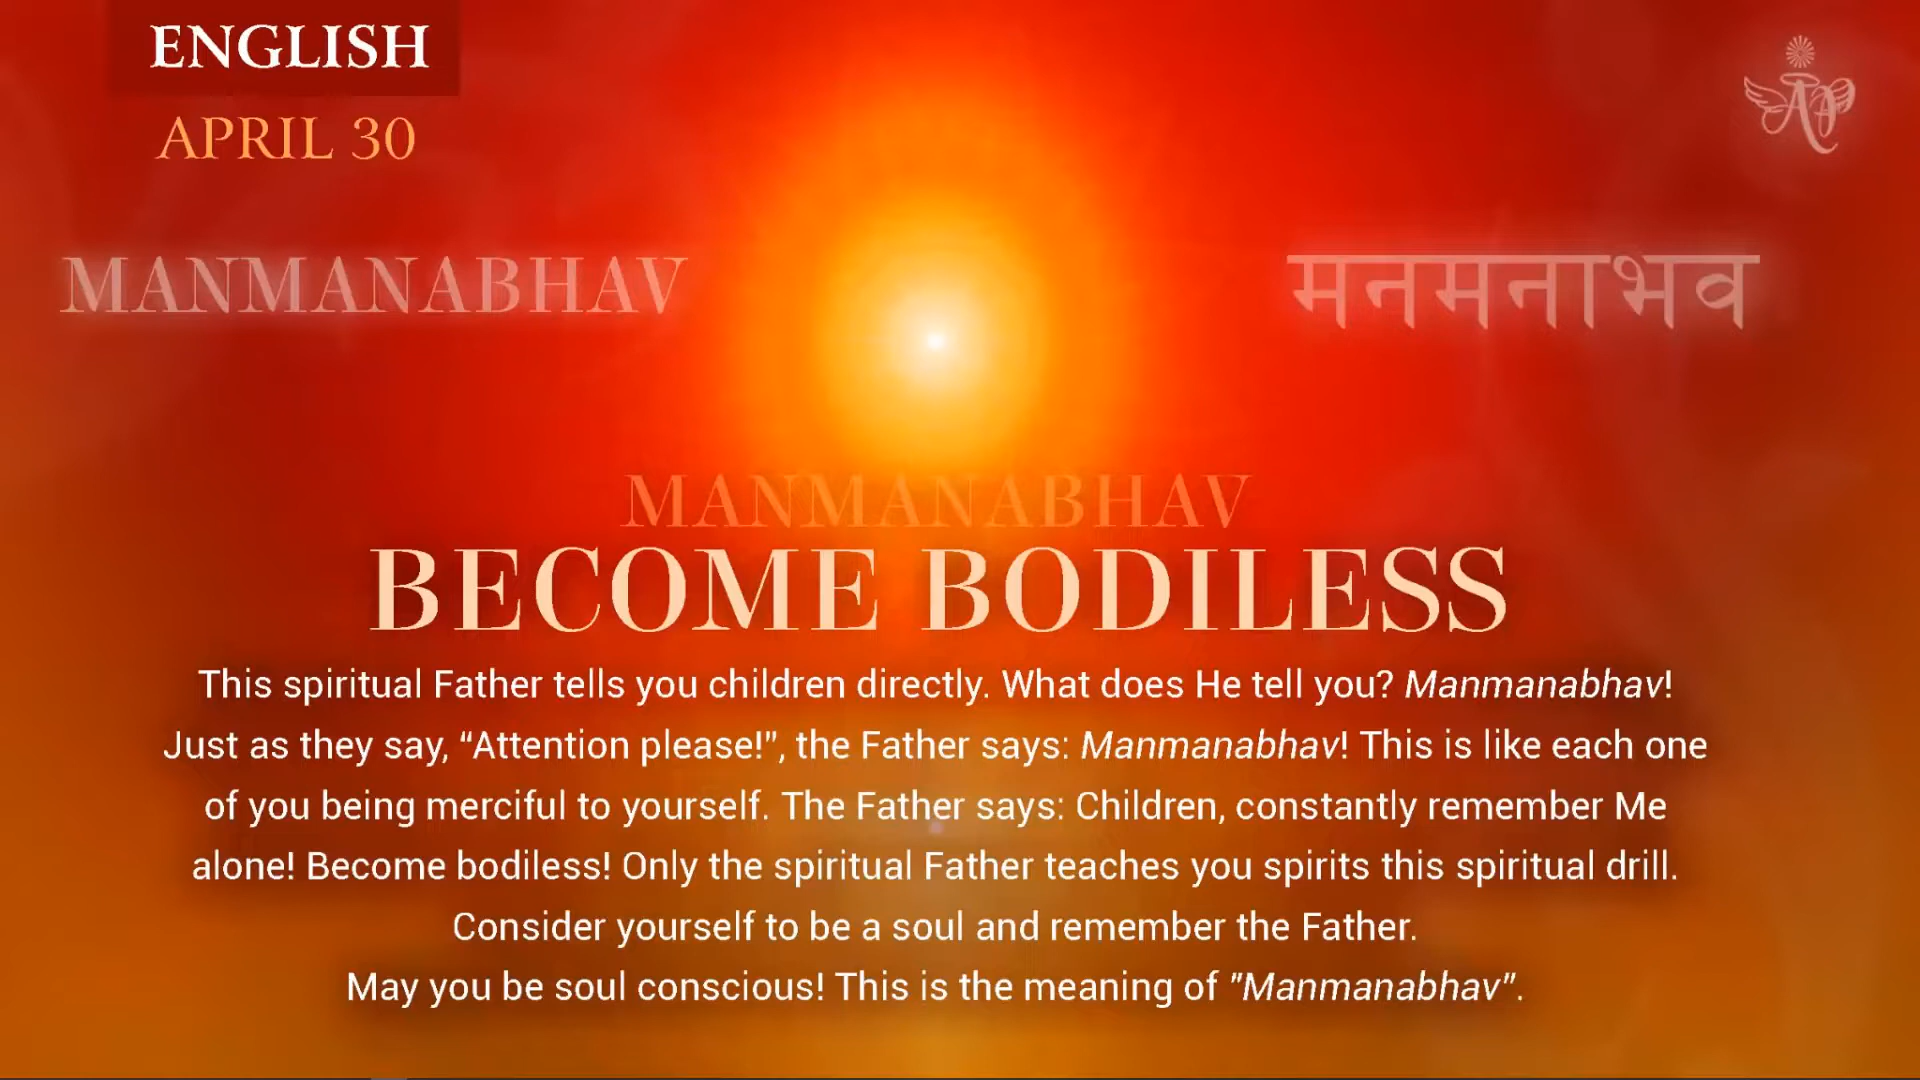 ENGLISH
APRIL 30
MANMANABHAV
मनमनाभव
MANMANABHAV
BECOME BODILESS
This spiritual Father tells you children directly. What does He tell you? Manmanabhav!
Just as they say, “Attention please!”, the Father says: Manmanabhav! This is like each one
of you being merciful to yourself. The Father says: Children, constantly remember Me
alone! Become bodiless! Only the spiritual Father teaches you spirits this spiritual drill.
Consider yourself to be a soul and remember the Father.
May you be soul conscious! This is the meaning of "Manmanabhav".